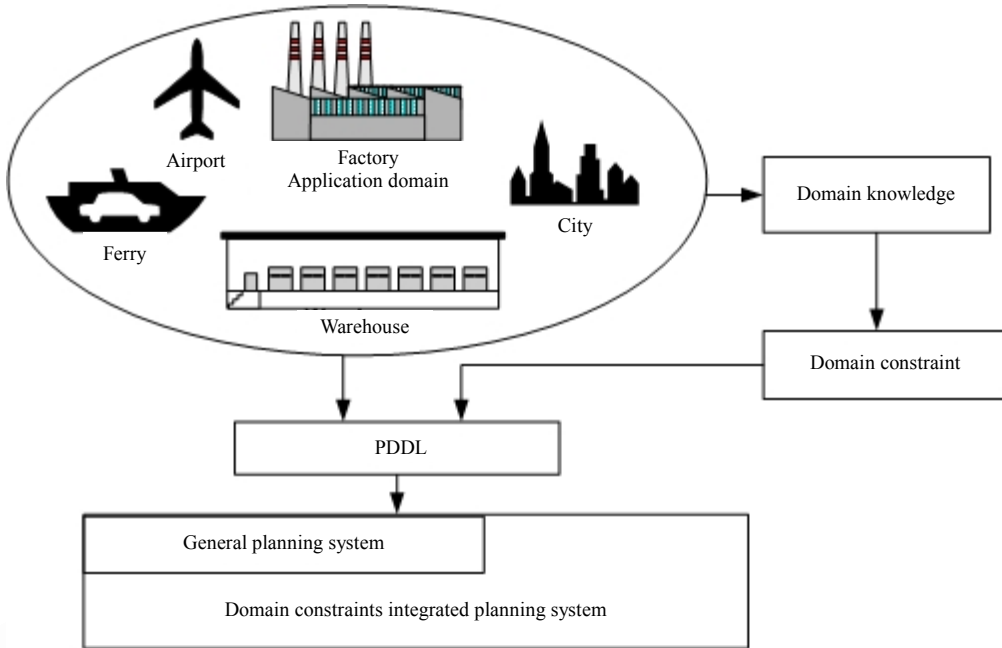 Airport
Factory
Application domain
Ferry
City
Warehouse
Domain knowledge
Domain constraint
PDDL
General planning system
Domain constraints integrated planning system